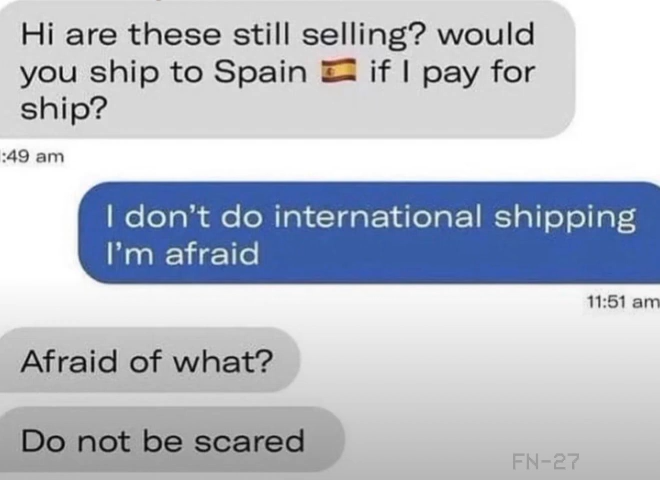 Hi are these still selling? would
you ship to Spain 🇪🇸 if I pay for
ship?
:49 am
I don't do international shipping
I'm afraid
11:51 am
Afraid of what?
Do not be scared
FN-27